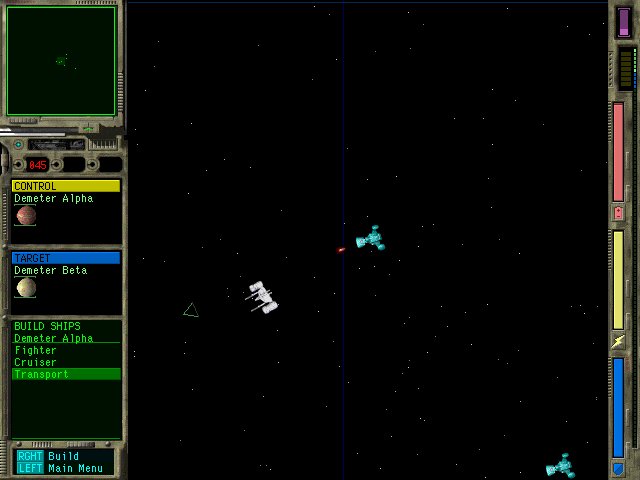 045
CONTROL
Demeter Alpha
TARGET
Demeter Beta
BUILD SHIPS
Demeter Alpha
Fighter
Cruiser
Transport
RGHT Build
LEFT Main Menu